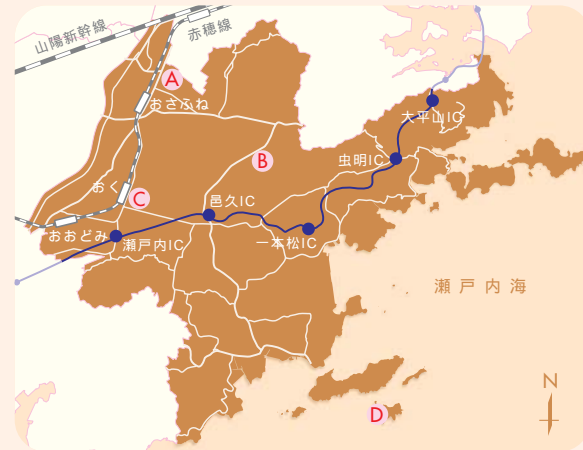 山陽新幹線
赤穂線
A
おさふね
大平山IC
B
虫明IC
おく
C
邑久IC
おおどみ
瀬戸内IC
一本松IC
瀬戸内海
N
D